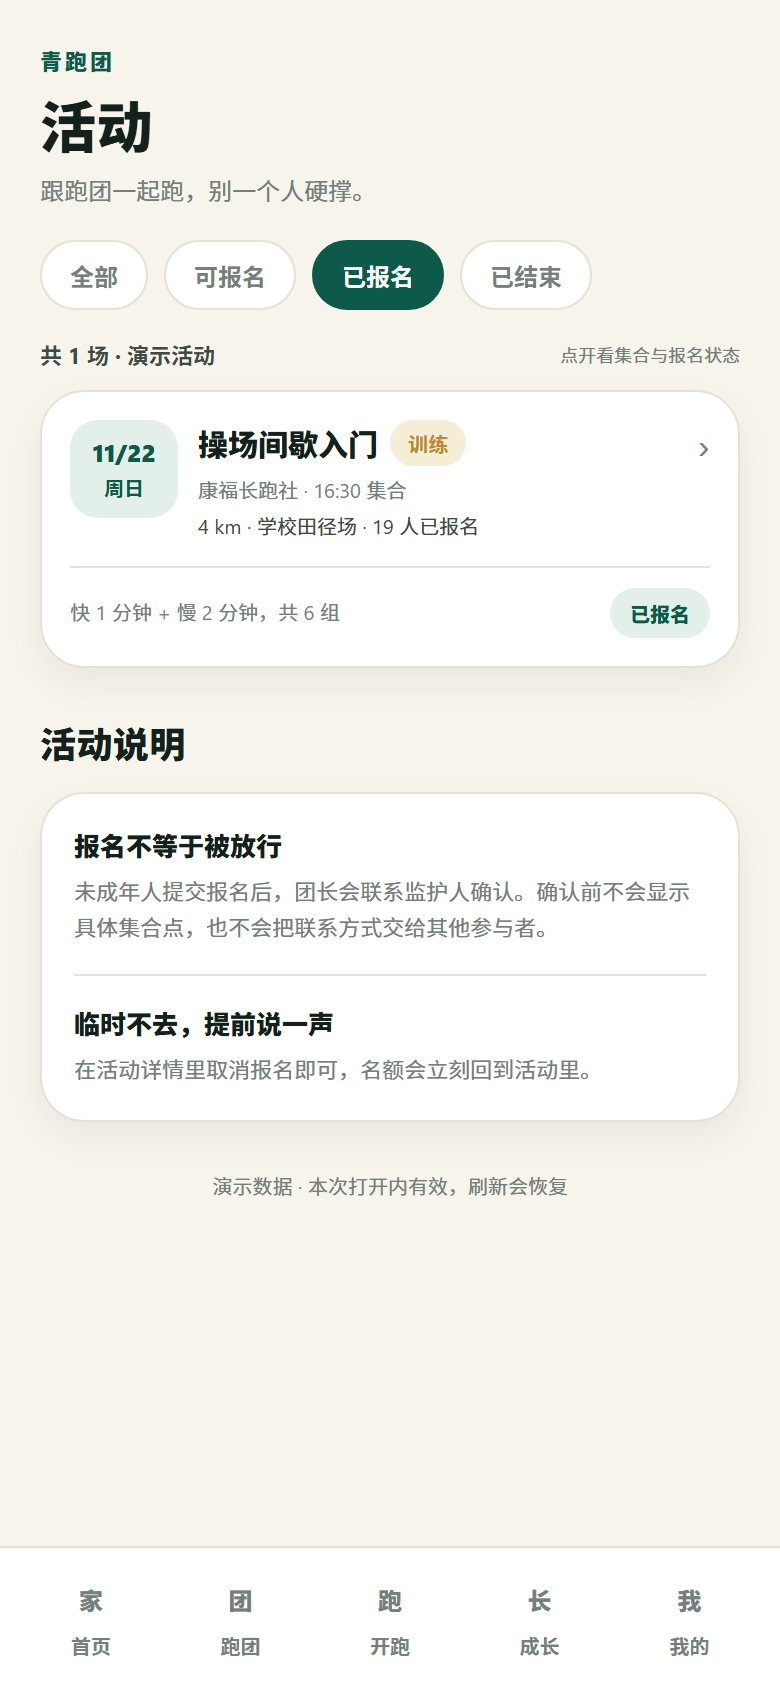 青跑团
活动
跟跑团一起跑，别一个人硬撑。
全部 可报名 已报名 已结束
共 1 场 · 演示活动 点开看集合与报名状态
11/22 操场间歇入门 训练 ›
周日 康福长跑社 · 16:30 集合
4 km · 学校田径场 · 19 人已报名
快 1 分钟 + 慢 2 分钟，共 6 组 已报名
活动说明
报名不等于被放行
未成年人提交报名后，团长会联系监护人确认。确认前不会显示
具体集合点，也不会把联系方式交给其他参与者。
临时不去，提前说一声
在活动详情里取消报名即可，名额会立刻回到活动里。
演示数据 · 本次打开内有效，刷新会恢复
家 团 跑 长 我
首页 跑团 开跑 成长 我的